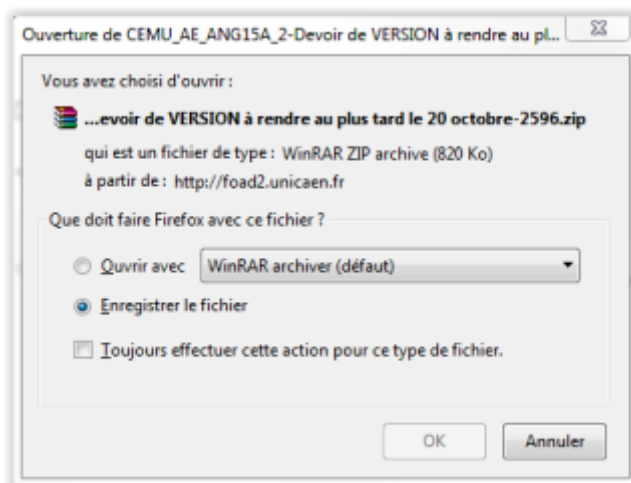 Ouverture de CEMU_AE_ANG15A_2-Devoir de VERSION à rendre au pl...
Vous avez choisi d'ouvrir :
...evoir de VERSION à rendre au plus tard le 20 octobre-2596.zip
qui est un fichier de type : WinRAR ZIP archive (820 Ko)
à partir de : http://foad2.unicaen.fr
Que doit faire Firefox avec ce fichier ?
Ouvrir avec WinRAR archiver (défaut)
Enregistrer le fichier
Toujours effectuer cette action pour ce type de fichier.
OK Annuler